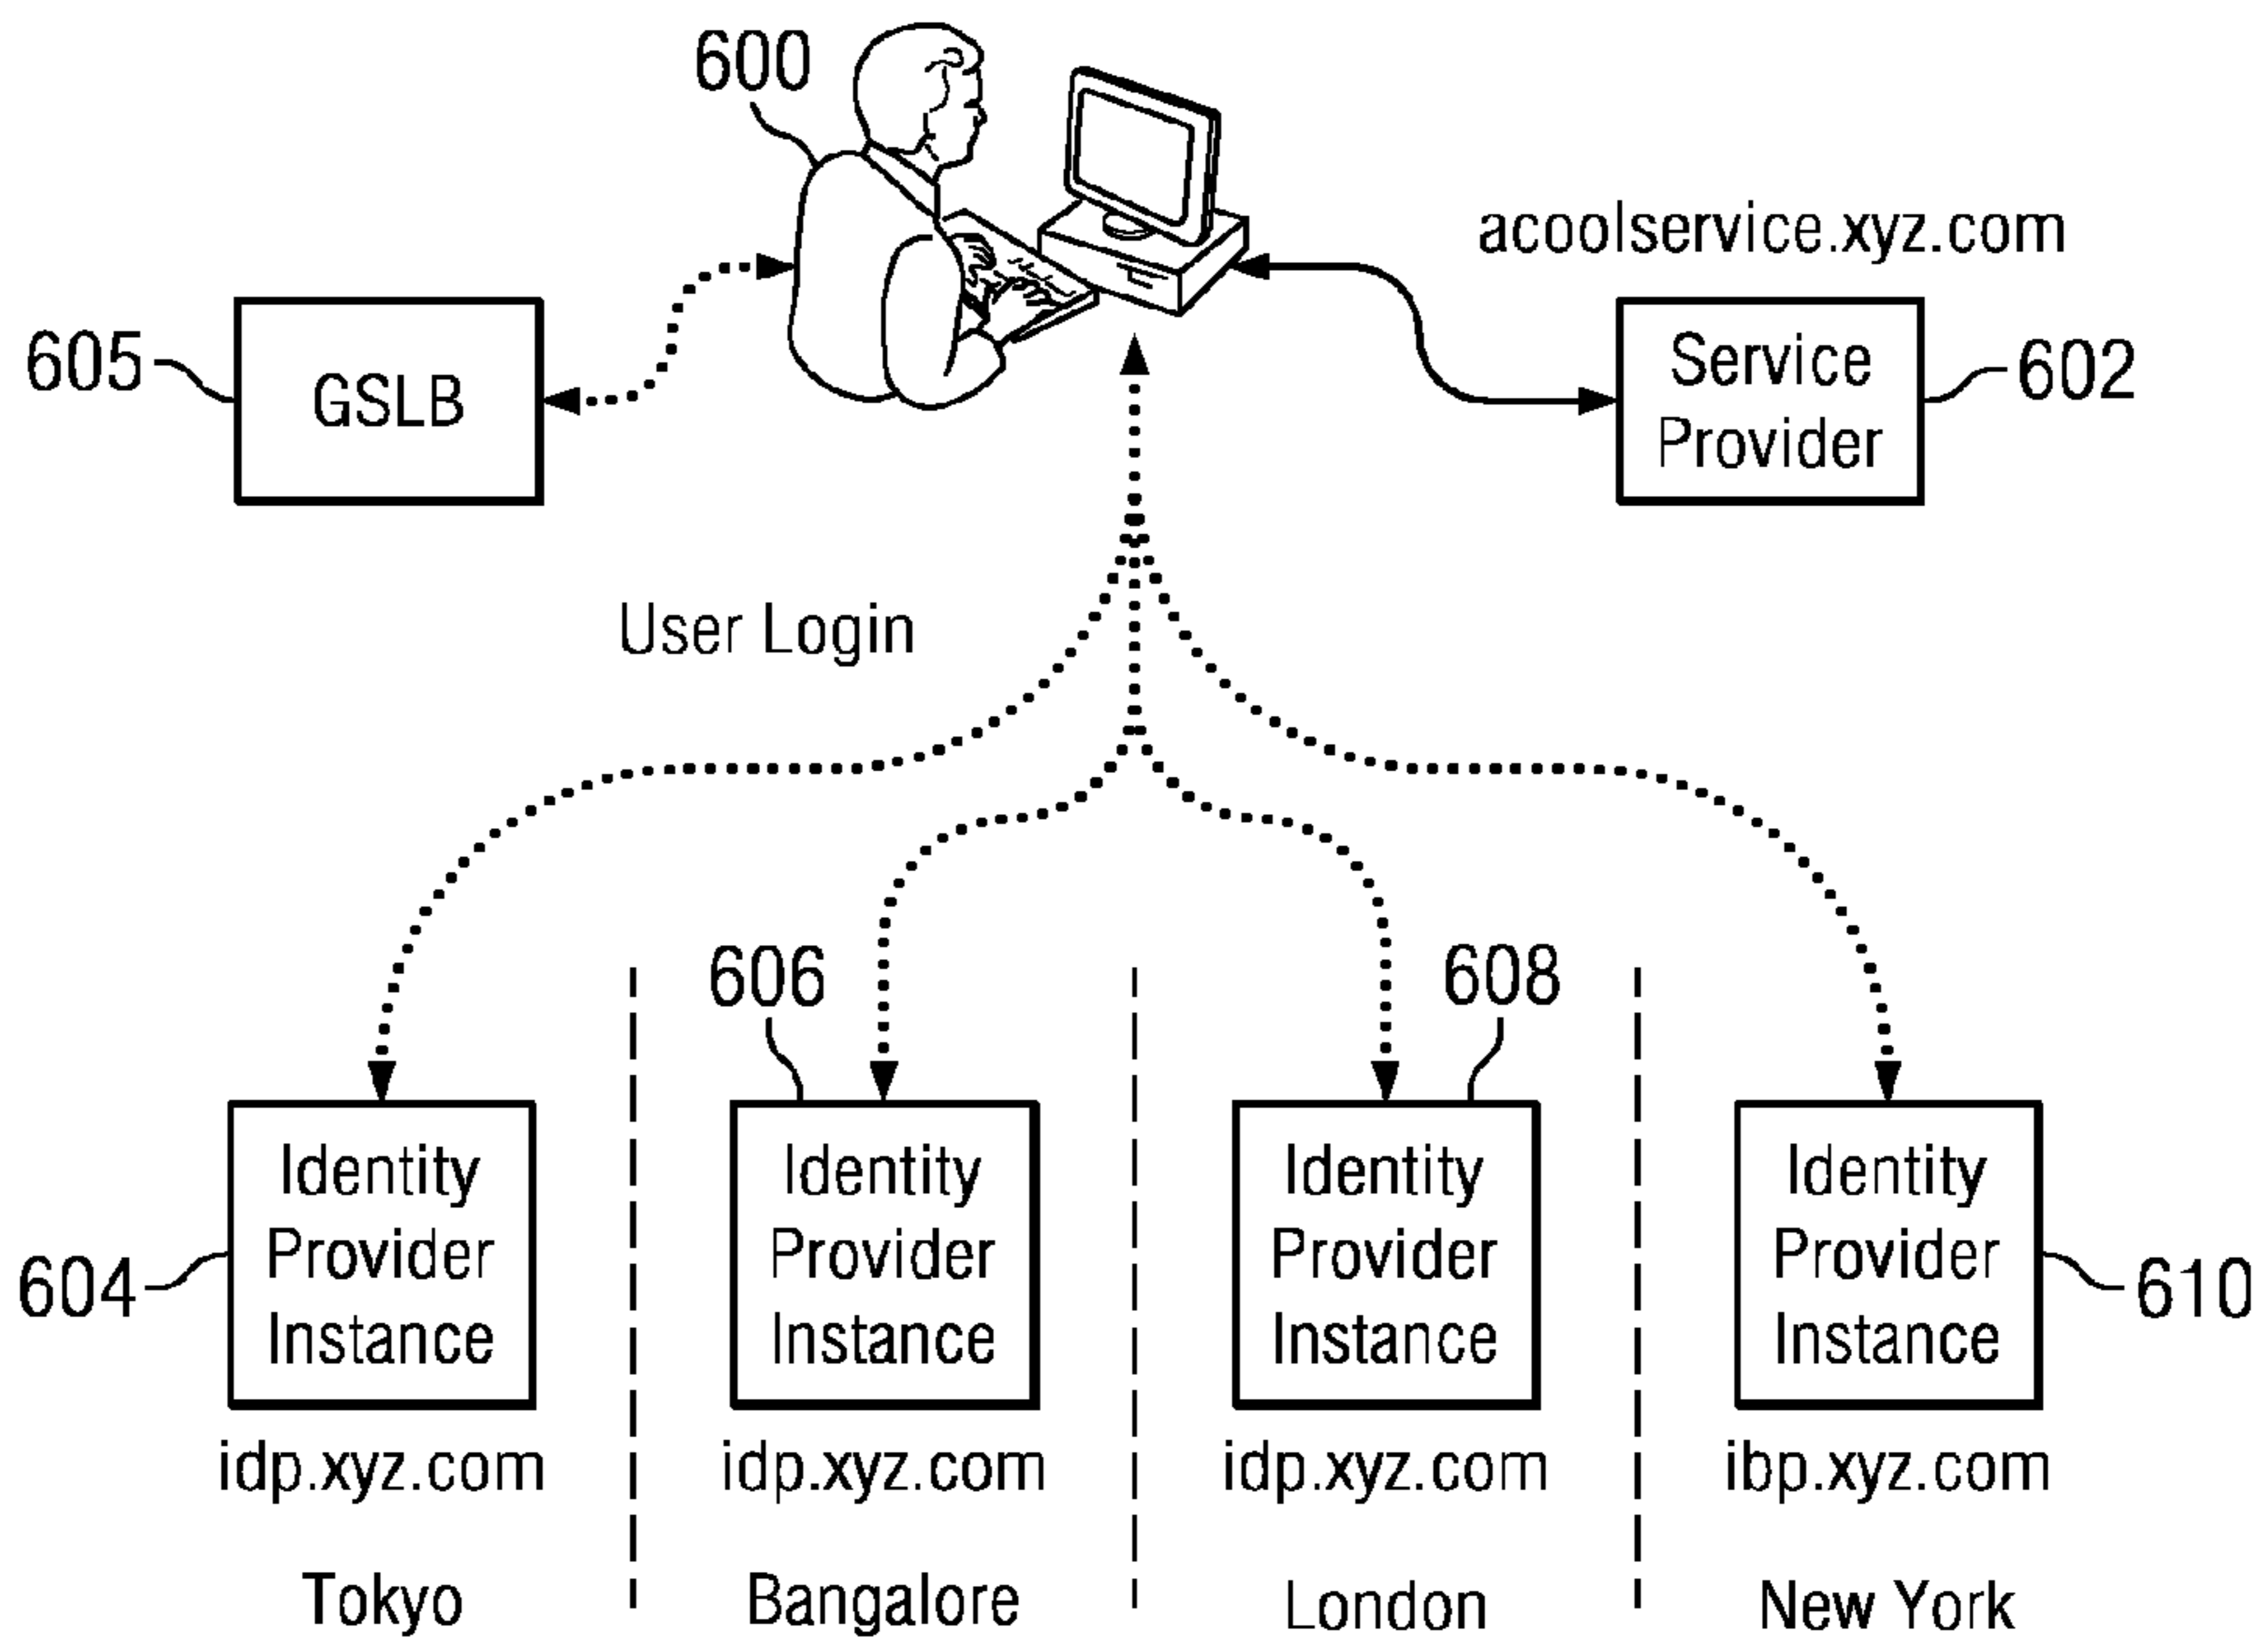 600
acoolservice.xyz.com
605
GSLB
Service
Provider
602
User Login
606
608
Identity
Provider
Instance
604
Identity
Provider
Instance
Identity
Provider
Instance
Identity
Provider
Instance
610
idp.xyz.com
idp.xyz.com
idp.xyz.com
ibp.xyz.com
Tokyo
Bangalore
London
New York